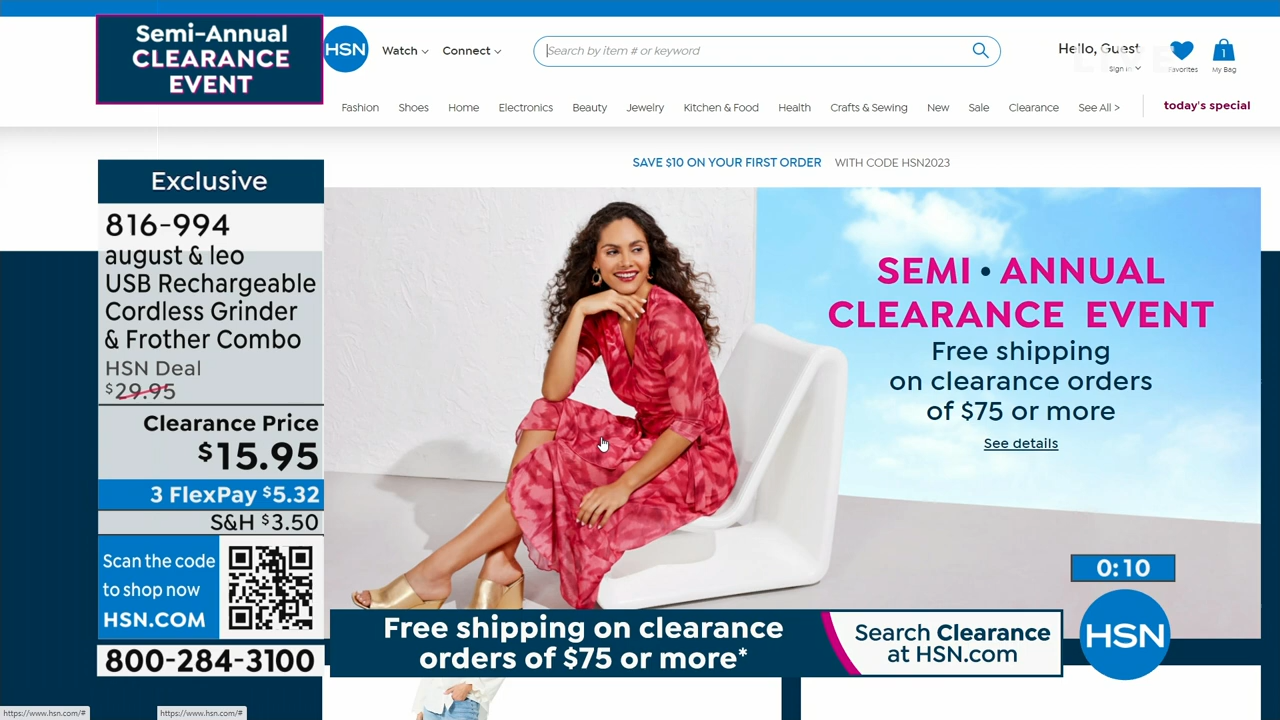 Semi-Annual
CLEARANCE
EVENT
HSN
Watch
Connect
Search by item # or keyword
Hello, Guest
Sign in
Favorites
1
My Bag
Fashion
Shoes
Home
Electronics
Beauty
Jewelry
Kitchen & Food
Health
Crafts & Sewing
New
Sale
Clearance
See All >
today's special
SAVE $10 ON YOUR FIRST ORDER WITH CODE HSN2023
Exclusive
816-994
august & leo
USB Rechargeable
Cordless Grinder
& Frother Combo
HSN Deal
$29.95
Clearance Price
$15.95
3 FlexPay $5.32
S&H $3.50
Scan the code
to shop now
HSN.COM
800-284-3100
SEMI • ANNUAL
CLEARANCE EVENT
Free shipping
on clearance orders
of $75 or more
See details
0:10
Free shipping on clearance
orders of $75 or more*
Search Clearance
at HSN.com
HSN
https://www.hsn.com/#
https://www.hsn.com/#